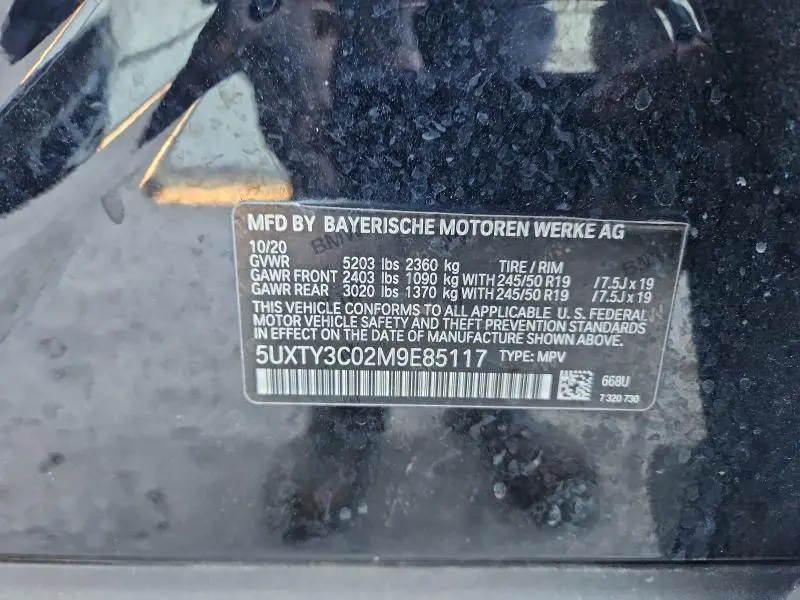 MFD BY BAYERISCHE MOTOREN WERKE AG
10/20
GVWR 5203 lbs 2360 kg TIRE / RIM
GAWR FRONT 2403 lbs 1090 kg WITH 245/50 R19 /7.5J x 19
GAWR REAR 3020 lbs 1370 kg WITH 245/50 R19 /7.5J x 19
THIS VEHICLE CONFORMS TO ALL APPLICABLE U. S. FEDERAL
MOTOR VEHICLE SAFETY AND THEFT PREVENTION STANDARDS
IN EFFECT ON THE DATE OF MANUFACTURE SHOWN ABOVE.
5UXTY3C02M9E85117 TYPE: MPV
668U
7 320 730